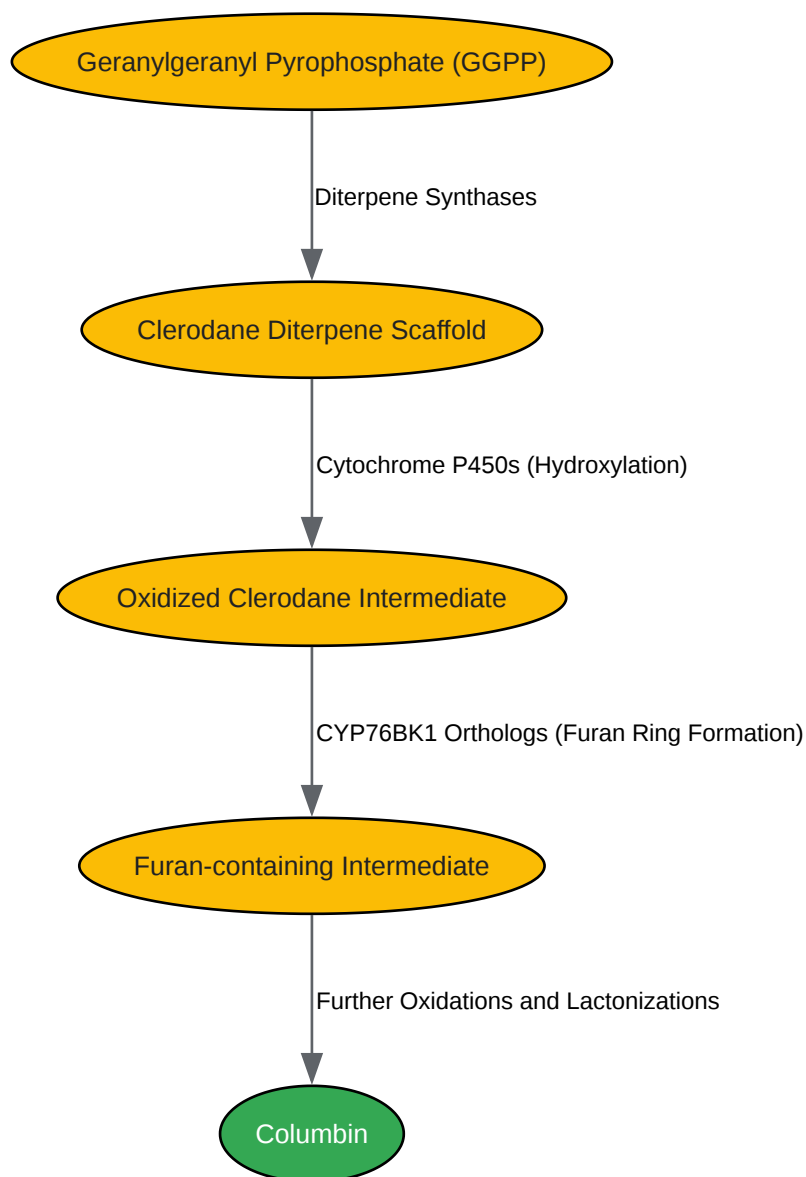 Geranylgeranyl Pyrophosphate (GGPP)
Diterpene Synthases
Clerodane Diterpene Scaffold
Cytochrome P450s (Hydroxylation)
Oxidized Clerodane Intermediate
CYP76BK1 Orthologs (Furan Ring Formation)
Furan-containing Intermediate
Further Oxidations and Lactonizations
Columbin